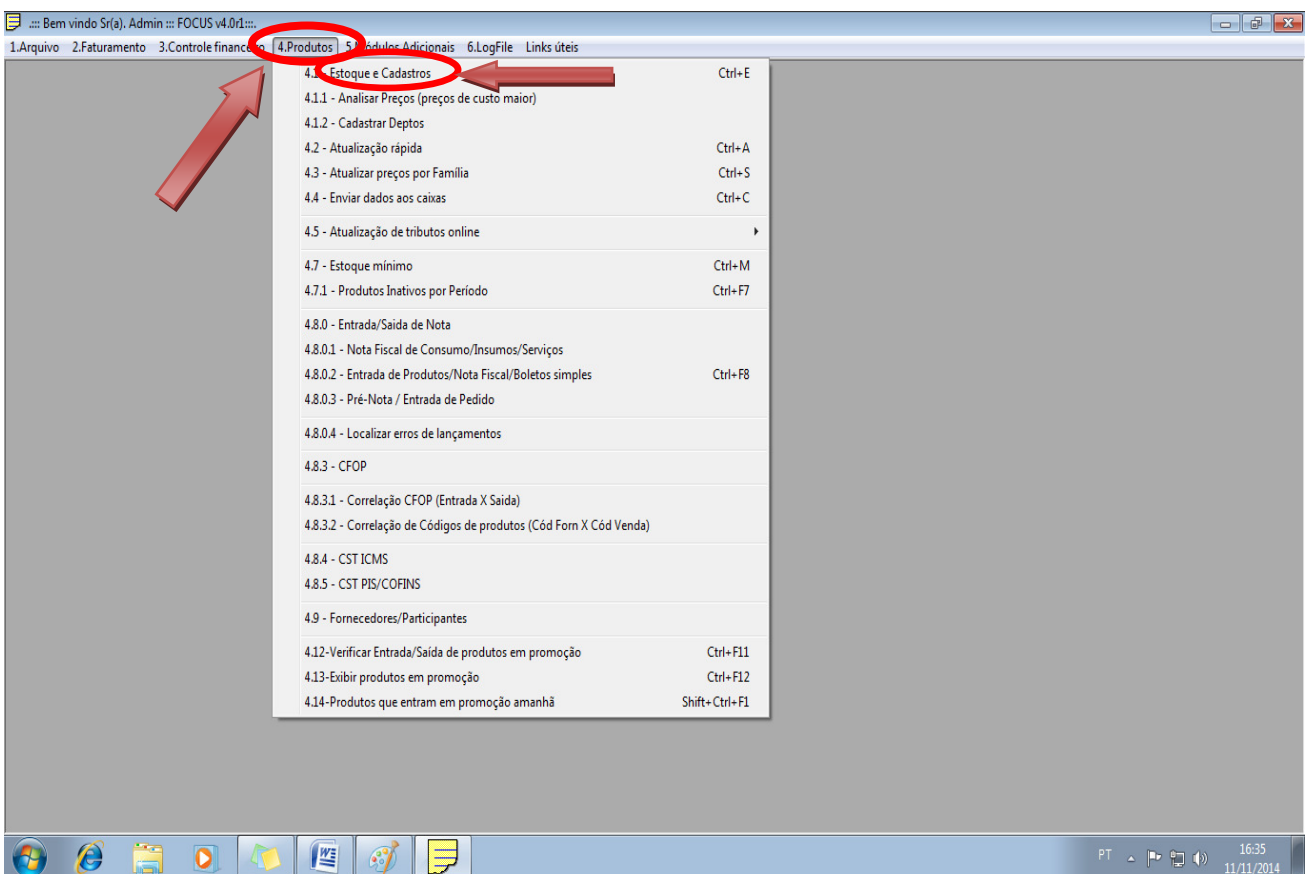 .::: Bem vindo Sr(a). Admin ::: FOCUS v4.0r1:::.
1.Arquivo 2.Faturamento 3.Controle financeiro 4.Produtos 5.Módulos Adicionais 6.LogFile Links úteis
4.1 - Estoque e Cadastros Ctrl+E
4.1.1 - Analisar Preços (preços de custo maior)
4.1.2 - Cadastrar Deptos
4.2 - Atualização rápida Ctrl+A
4.3 - Atualizar preços por Família Ctrl+S
4.4 - Enviar dados aos caixas Ctrl+C
4.5 - Atualização de tributos online
4.7 - Estoque mínimo Ctrl+M
4.7.1 - Produtos Inativos por Período Ctrl+F7
4.8.0 - Entrada/Saida de Nota
4.8.0.1 - Nota Fiscal de Consumo/Insumos/Serviços
4.8.0.2 - Entrada de Produtos/Nota Fiscal/Boletos simples Ctrl+F8
4.8.0.3 - Pré-Nota / Entrada de Pedido
4.8.0.4 - Localizar erros de lançamentos
4.8.3 - CFOP
4.8.3.1 - Correlação CFOP (Entrada X Saida)
4.8.3.2 - Correlação de Códigos de produtos (Cód Forn X Cód Venda)
4.8.4 - CST ICMS
4.8.5 - CST PIS/COFINS
4.9 - Fornecedores/Participantes
4.12-Verificar Entrada/Saída de produtos em promoção Ctrl+F11
4.13-Exibir produtos em promoção Ctrl+F12
4.14-Produtos que entram em promoção amanhã Shift+Ctrl+F1
PT 16:35
11/11/2014